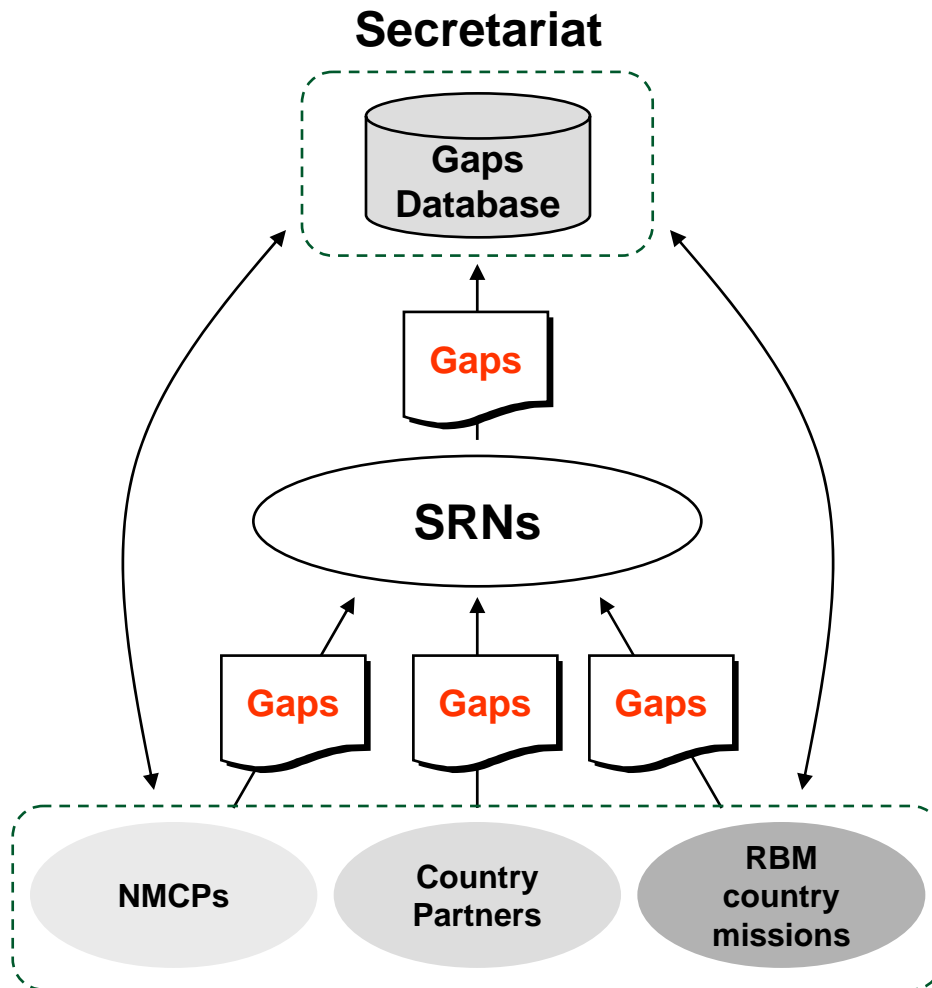 Secretariat
Gaps
Database
Gaps
SRNs
Gaps
Gaps
Gaps
NMCPs
Country
Partners
RBM
country
missions